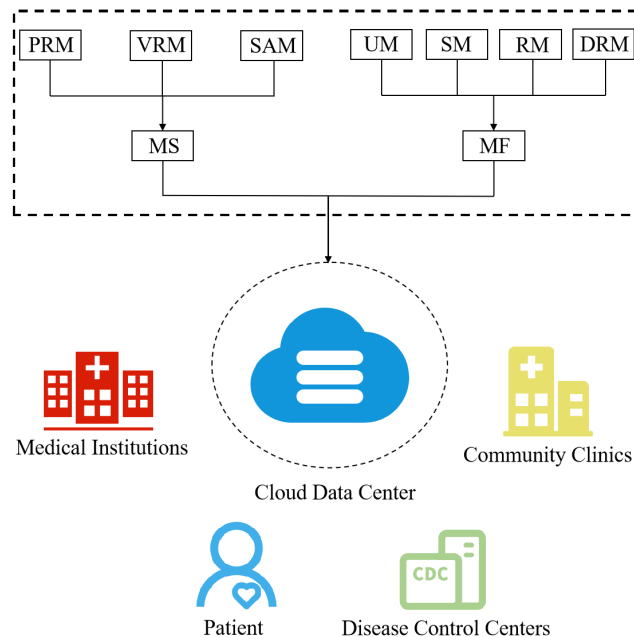 PRM VRM SAM UM SM RM DRM
MS MF
Medical Institutions
Community Clinics
Cloud Data Center
CDC
Patient
Disease Control Centers